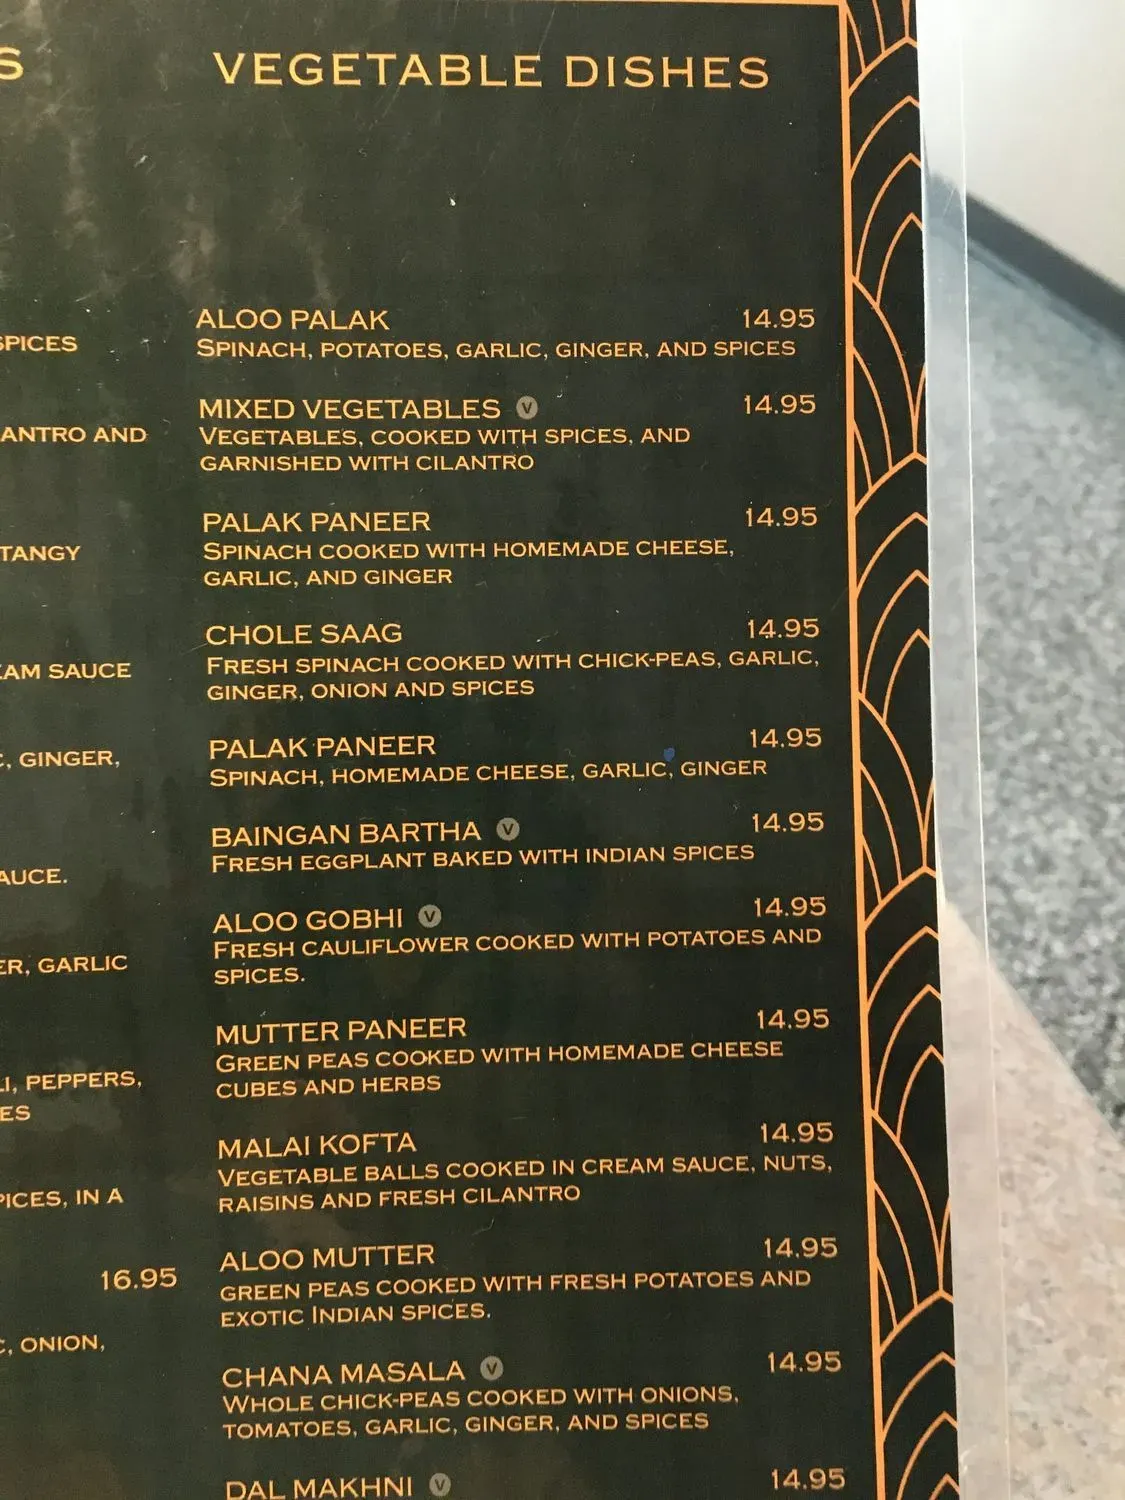 S
SPICES
ANTRO AND
TANGY
EAM SAUCE
C, GINGER,
AUCE.
ER, GARLIC
LI, PEPPERS,
ES
PICES, IN A
16.95
C, ONION,
VEGETABLE DISHES
ALOO PALAK 14.95
SPINACH, POTATOES, GARLIC, GINGER, AND SPICES
MIXED VEGETABLES V 14.95
VEGETABLES, COOKED WITH SPICES, AND
GARNISHED WITH CILANTRO
PALAK PANEER 14.95
SPINACH COOKED WITH HOMEMADE CHEESE,
GARLIC, AND GINGER
CHOLE SAAG 14.95
FRESH SPINACH COOKED WITH CHICK-PEAS, GARLIC,
GINGER, ONION AND SPICES
PALAK PANEER 14.95
SPINACH, HOMEMADE CHEESE, GARLIC, GINGER
BAINGAN BARTHA V 14.95
FRESH EGGPLANT BAKED WITH INDIAN SPICES
ALOO GOBHI V 14.95
FRESH CAULIFLOWER COOKED WITH POTATOES AND
SPICES.
MUTTER PANEER 14.95
GREEN PEAS COOKED WITH HOMEMADE CHEESE
CUBES AND HERBS
MALAI KOFTA 14.95
VEGETABLE BALLS COOKED IN CREAM SAUCE, NUTS,
RAISINS AND FRESH CILANTRO
ALOO MUTTER 14.95
GREEN PEAS COOKED WITH FRESH POTATOES AND
EXOTIC INDIAN SPICES.
CHANA MASALA V 14.95
WHOLE CHICK-PEAS COOKED WITH ONIONS,
TOMATOES, GARLIC, GINGER, AND SPICES
DAL MAKHNI V 14.95